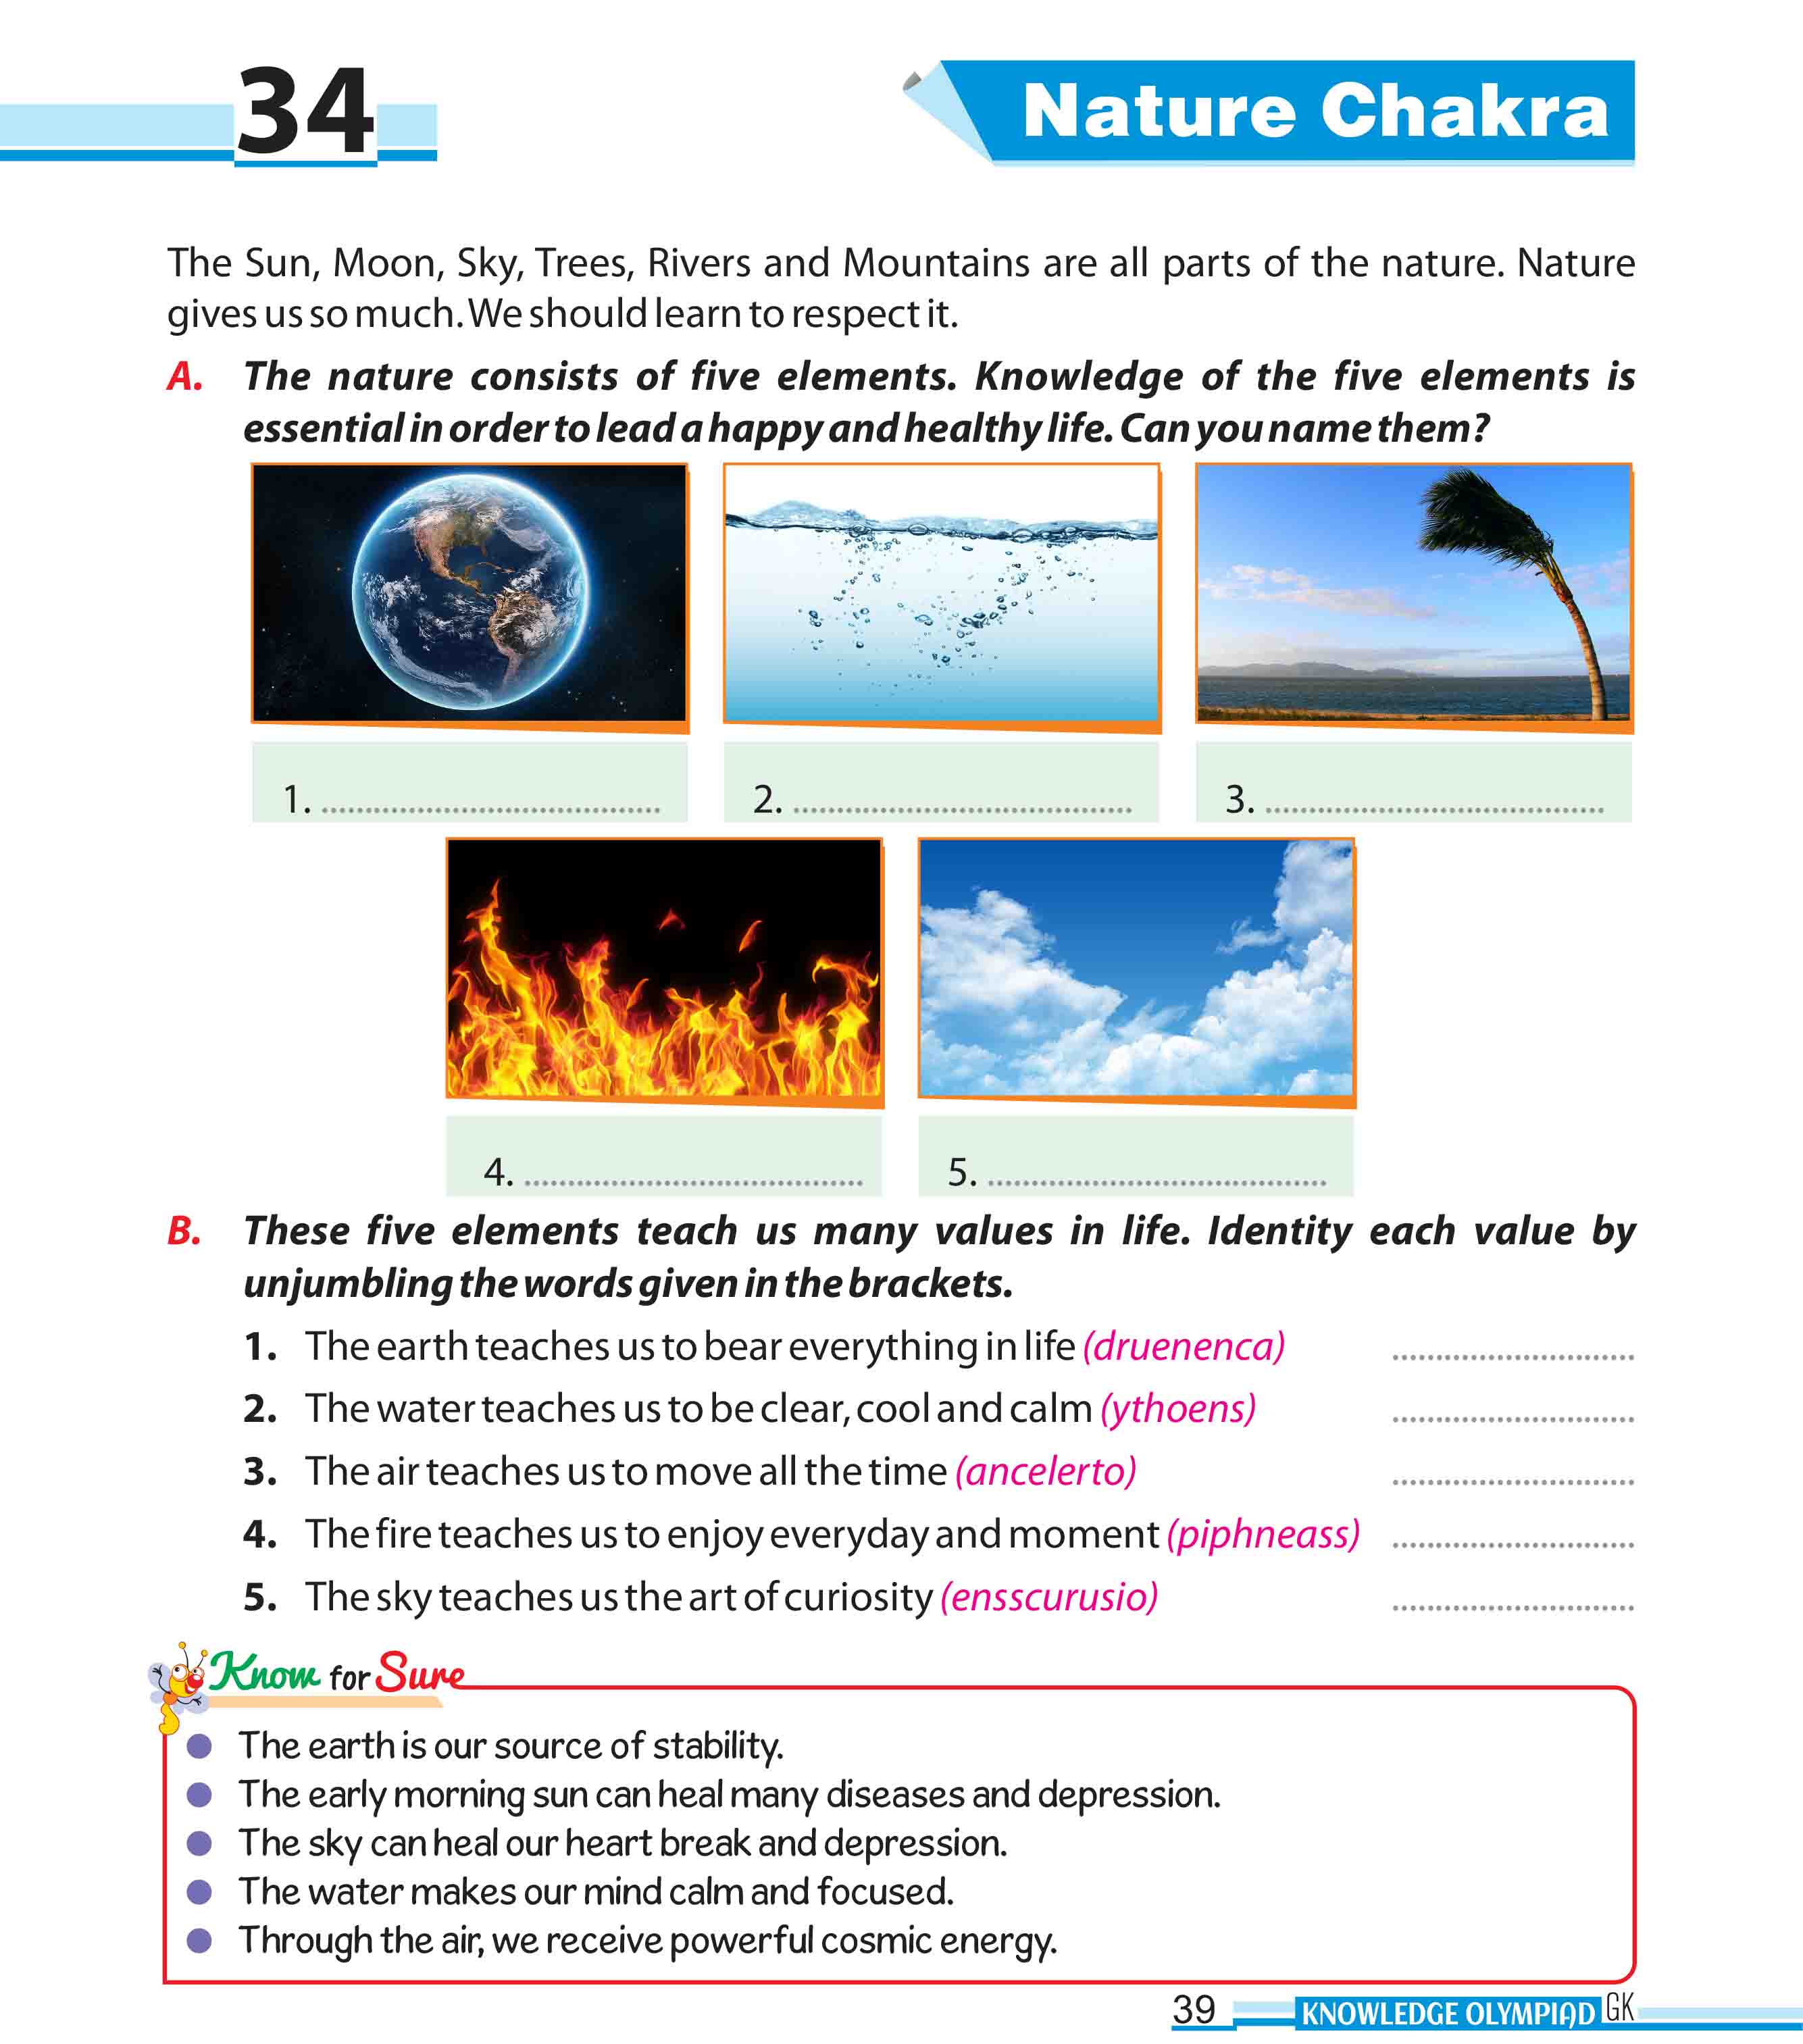 34
Nature Chakra
The Sun, Moon, Sky, Trees, Rivers and Mountains are all parts of the nature. Nature
gives us so much. We should learn to respect it.
A. The nature consists of five elements. Knowledge of the five elements is
essential in order to lead a happy and healthy life. Can you name them?
1. ....................................
2. ....................................
3. ....................................
4. ....................................
5. ....................................
B. These five elements teach us many values in life. Identity each value by
unjumbling the words given in the brackets.
1. The earth teaches us to bear everything in life (druenenca) ..........................
2. The water teaches us to be clear, cool and calm (ythoens) ..........................
3. The air teaches us to move all the time (ancelerto) ..........................
4. The fire teaches us to enjoy everyday and moment (piphneass) ..........................
5. The sky teaches us the art of curiosity (ensscurusio) ..........................
Know for Sure
● The earth is our source of stability.
● The early morning sun can heal many diseases and depression.
● The sky can heal our heart break and depression.
● The water makes our mind calm and focused.
● Through the air, we receive powerful cosmic energy.
39 KNOWLEDGE OLYMPIAD GK